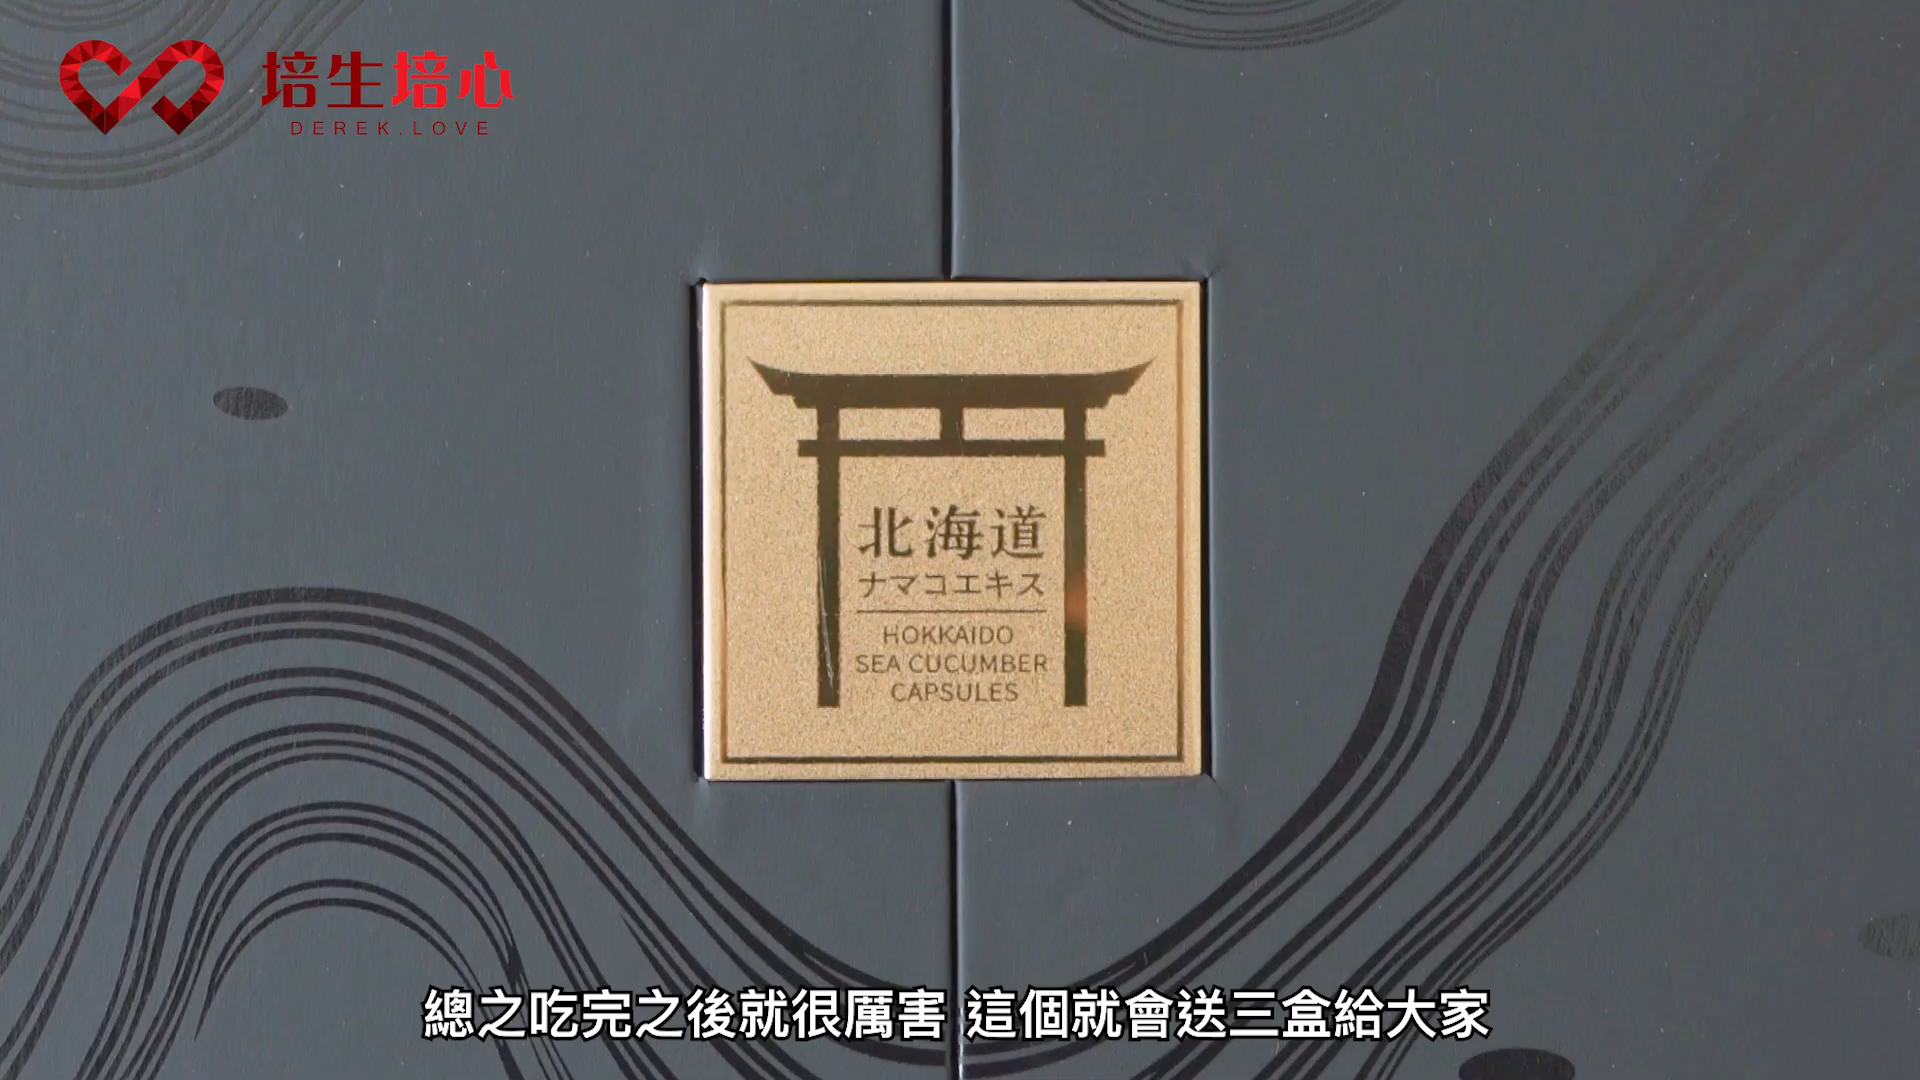 培生培心
DEREK.LOVE
北海道
ナマコエキス
HOKKAIDO
SEA CUCUMBER
CAPSULES
總之吃完之後就很厲害 這個就會送三盒給大家